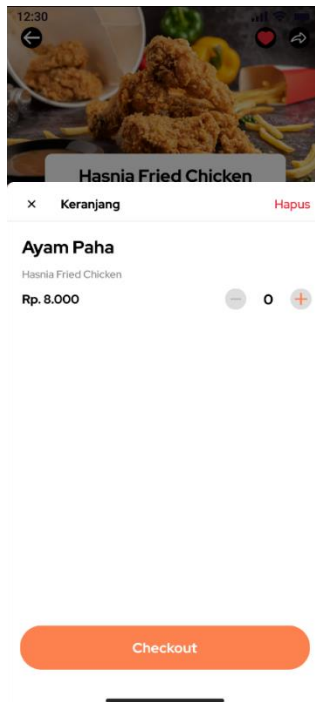 12:30
Hasnia Fried Chicken
× Keranjang Hapus
Ayam Paha
Hasnia Fried Chicken
Rp. 8.000 − 0 +
Checkout